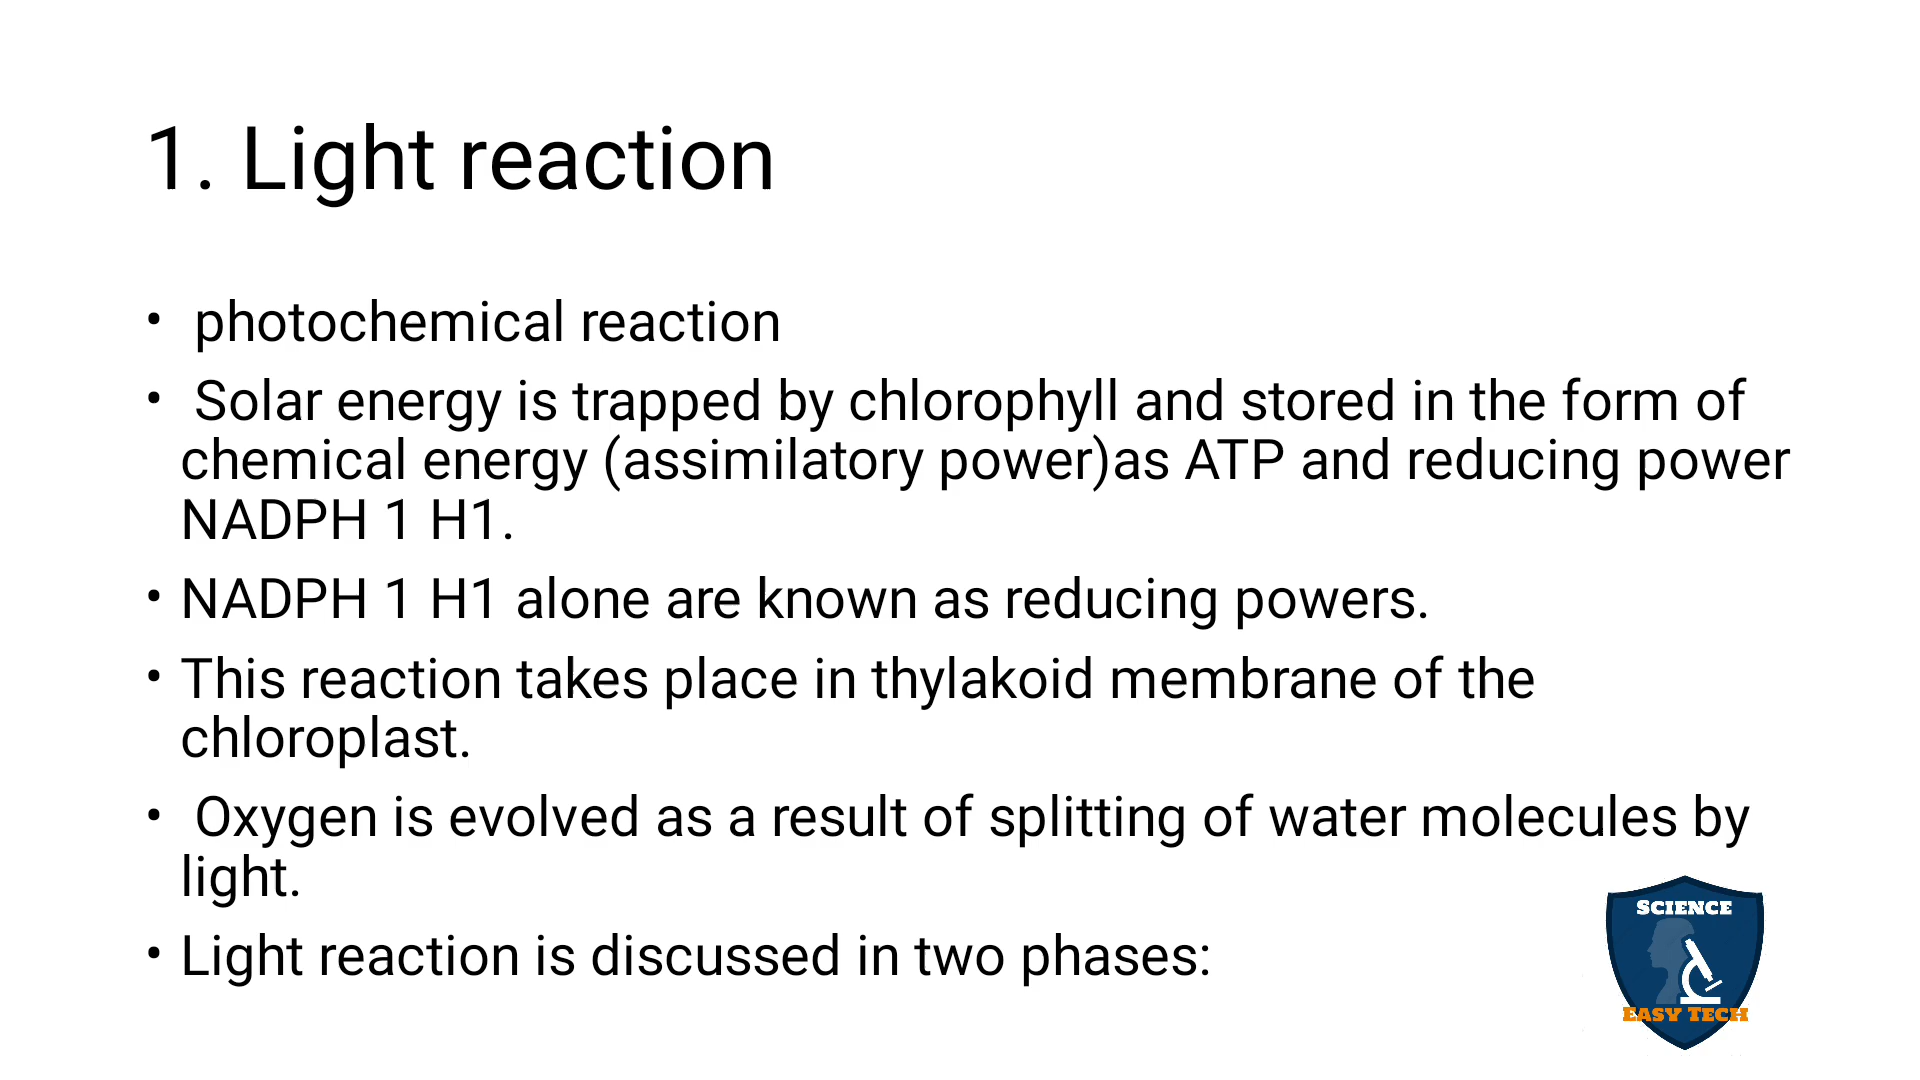 1. Light reaction
• photochemical reaction
• Solar energy is trapped by chlorophyll and stored in the form of
chemical energy (assimilatory power)as ATP and reducing power
NADPH 1 H1.
• NADPH 1 H1 alone are known as reducing powers.
• This reaction takes place in thylakoid membrane of the
chloroplast.
• Oxygen is evolved as a result of splitting of water molecules by
light.
• Light reaction is discussed in two phases:
SCIENCE
EASY TECH